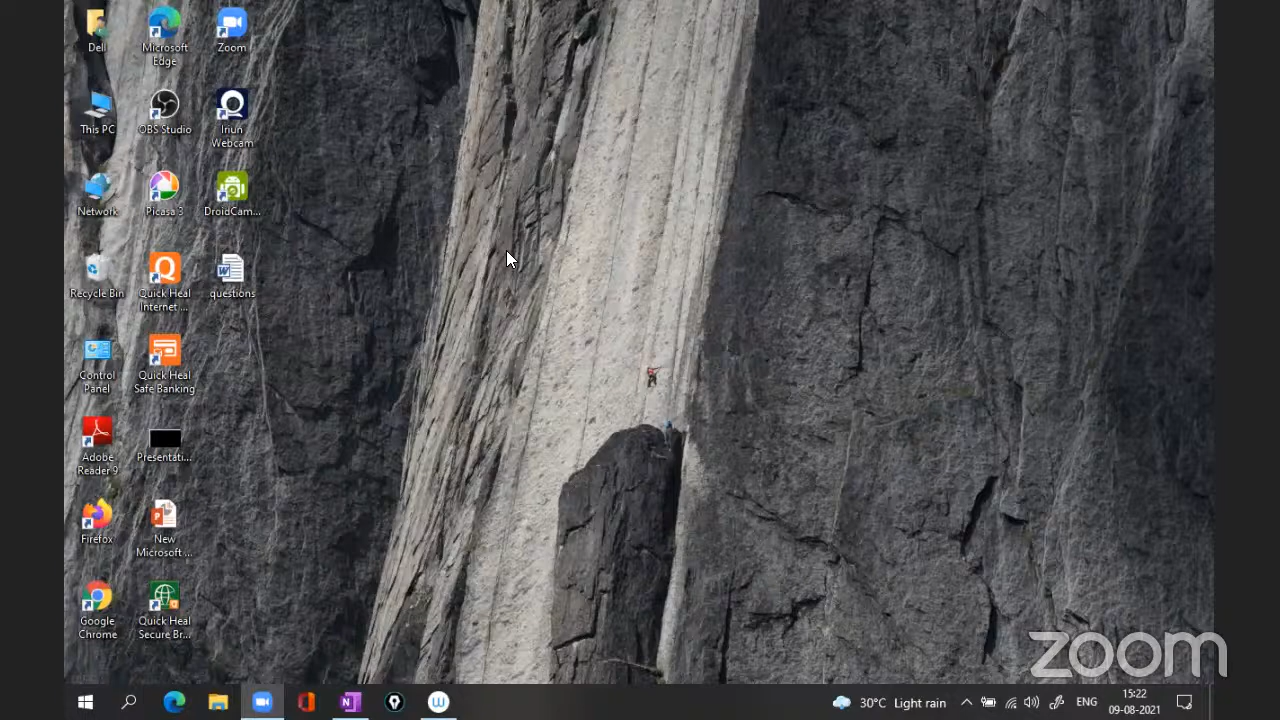 Dell
Microsoft
Edge
Zoom
This PC
OBS Studio
Iriun
Webcam
Network
Picasa 3
DroidCam...
Recycle Bin
Quick Heal
Internet ...
questions
Control
Panel
Quick Heal
Safe Banking
Adobe
Reader 9
Presentati...
Firefox
New
Microsoft ...
Google
Chrome
Quick Heal
Secure Br...
zoom
30°C Light rain
ENG
15:22
09-08-2021